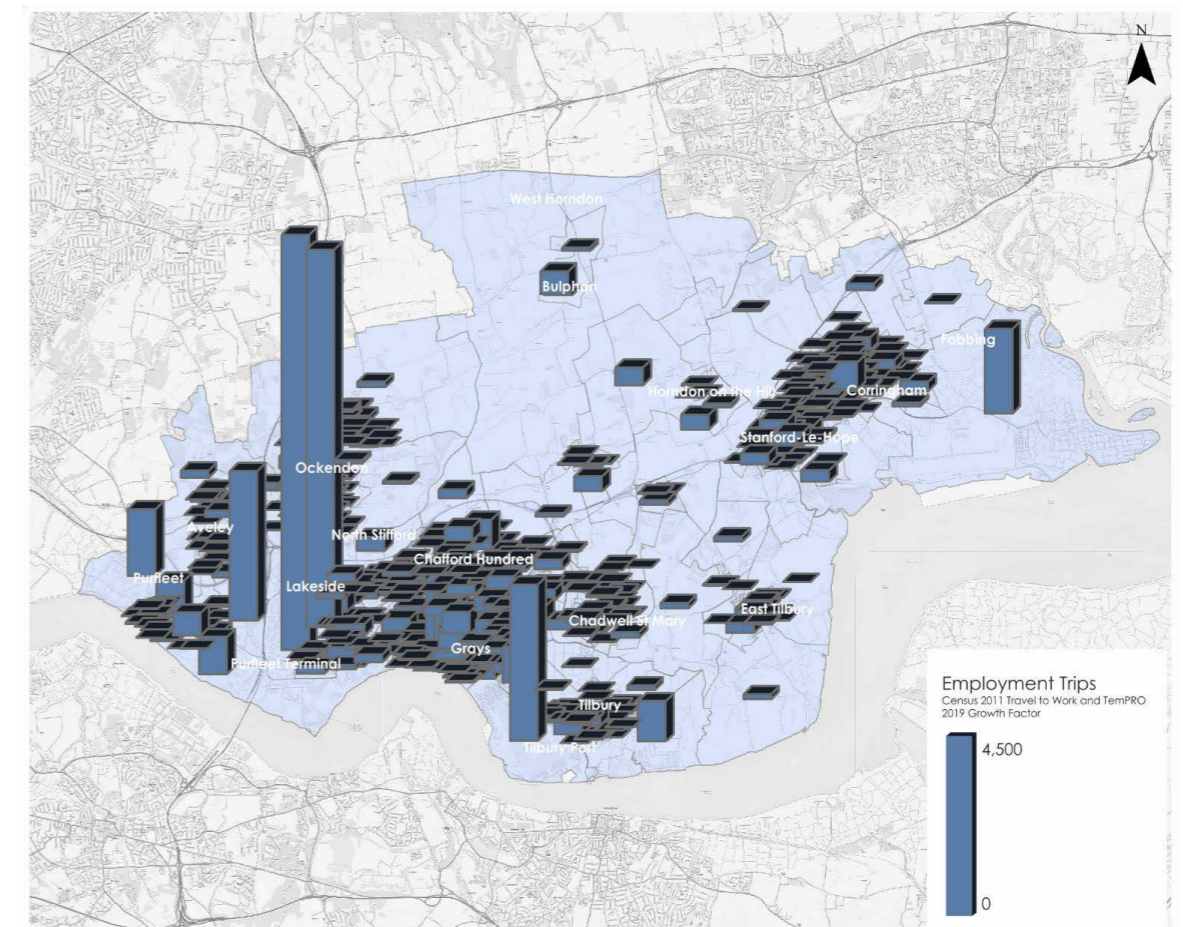 N
West Horndon
Bulphan
Fobbing
Horndon on the Hill
Corringham
Stanford-Le-Hope
Ockendon
Aveley
North Stifford
Chafford Hundred
Purfleet
Lakeside
East Tilbury
Chadwell St Mary
Grays
Purfleet Terminal
Tilbury
Tilbury Port
Employment Trips
Census 2011 Travel to Work and TemPRO
2019 Growth Factor
4,500
0